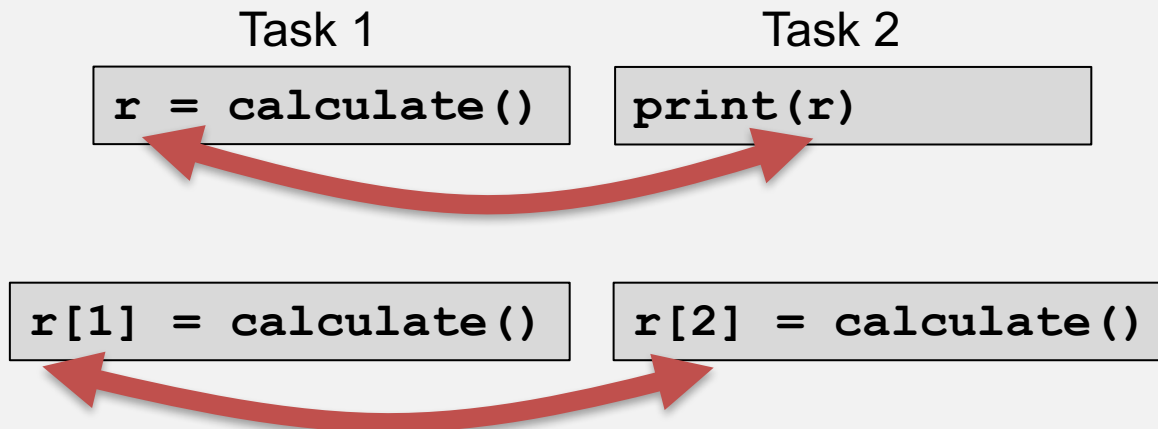 Task 1 Task 2
r = calculate() print(r)
r[1] = calculate() r[2] = calculate()